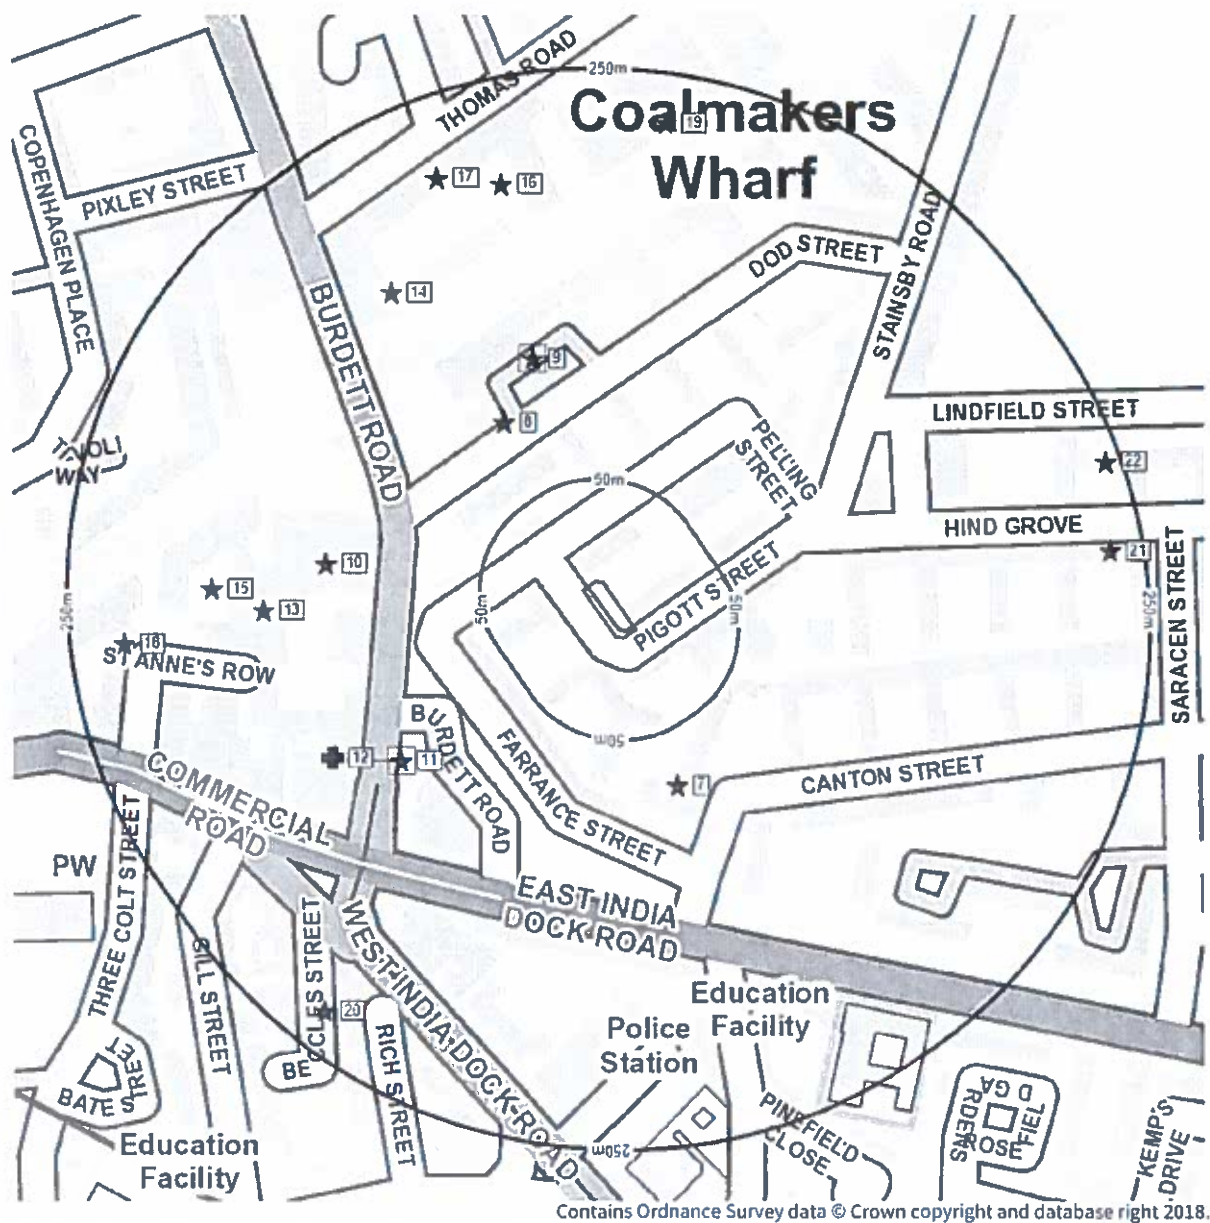 THOMAS ROAD
250m
Coalmakers
Wharf
19
COPENHAGEN PLACE
PIXLEY STREET
17
16
STAINSBY ROAD
DOD STREET
14
BURDETT ROAD
9
8
LINDFIELD STREET
TIVOLI
WAY
PELLING
STREET
22
50m
HIND GROVE
21
10
15
13
250m
50m
PIGOTT STREET
50m
250m
SARACEN STREET
18
ST ANNE'S ROW
BURDETT ROAD
50m
FARRANCE STREET
12
11
7
CANTON STREET
COMMERCIAL
ROAD
PW
THREE COLT STREET
EAST INDIA
DOCK ROAD
GILL STREET
WEST INDIA DOCK ROAD
Education
Facility
Police
Station
20
RICH STREET
BATE STREET
PINEFIELD
CLOSE
KEMP'S
DRIVE
Education
Facility
250m
Contains Ordnance Survey data © Crown copyright and database right 2018.